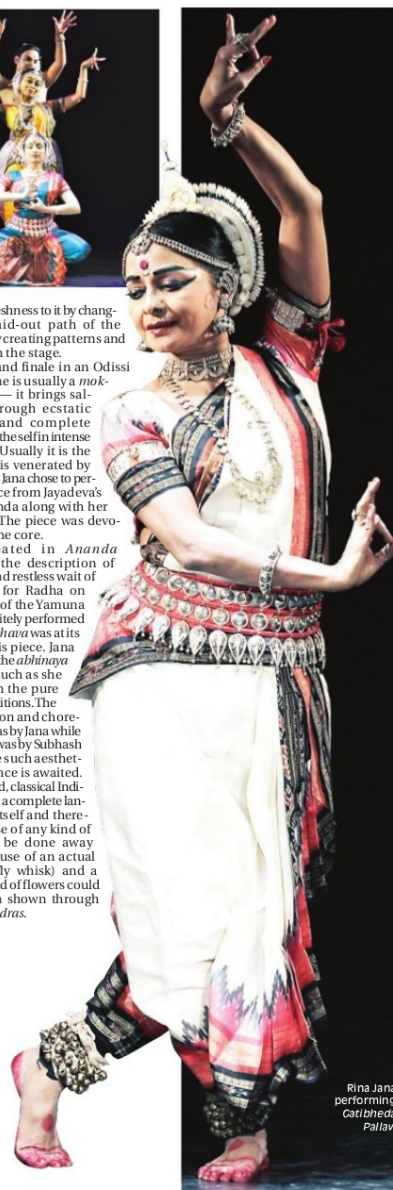 eshness to it by chang-
aid-out path of the
y creating patterns and
n the stage.
and finale in an Odissi
ne is usually a mok-
— it brings sal-
rough ecstatic
and complete
the self in intense
Usually it is the
is venerated by
Jana chose to per-
ce from Jayadeva's
nda along with her
The piece was devo-
he core.
eated in Ananda
the description of
nd restless wait of
for Radha on
of the Yamuna
itely performed
hava was at its
is piece. Jana
the abhinaya
uch as she
n the pure
itions. The
on and chore-
as by Jana while
was by Subhash
e such aesthet-
nce is awaited.
d, classical Indi-
a complete lan-
tself and there-
se of any kind of
be done away
use of an actual
ly whisk) and a
d of flowers could
n shown through
dras.
Rina Jana
performing
Gatibheda
Pallav